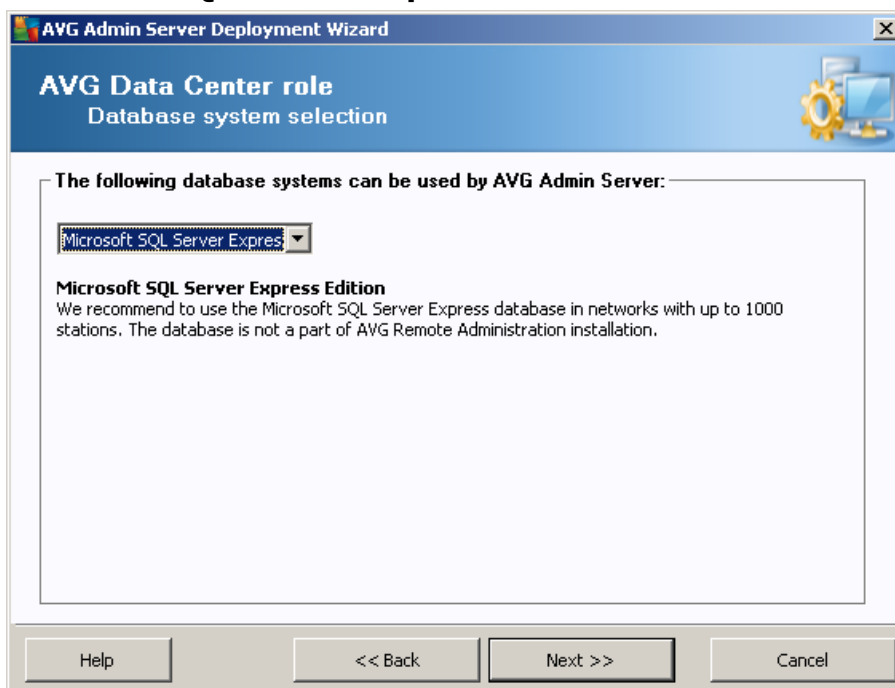 AVG Admin Server Deployment Wizard
AVG Data Center role
Database system selection
The following database systems can be used by AVG Admin Server:
Microsoft SQL Server Expres
Microsoft SQL Server Express Edition
We recommend to use the Microsoft SQL Server Express database in networks with up to 1000
stations. The database is not a part of AVG Remote Administration installation.
Help
<< Back
Next >>
Cancel